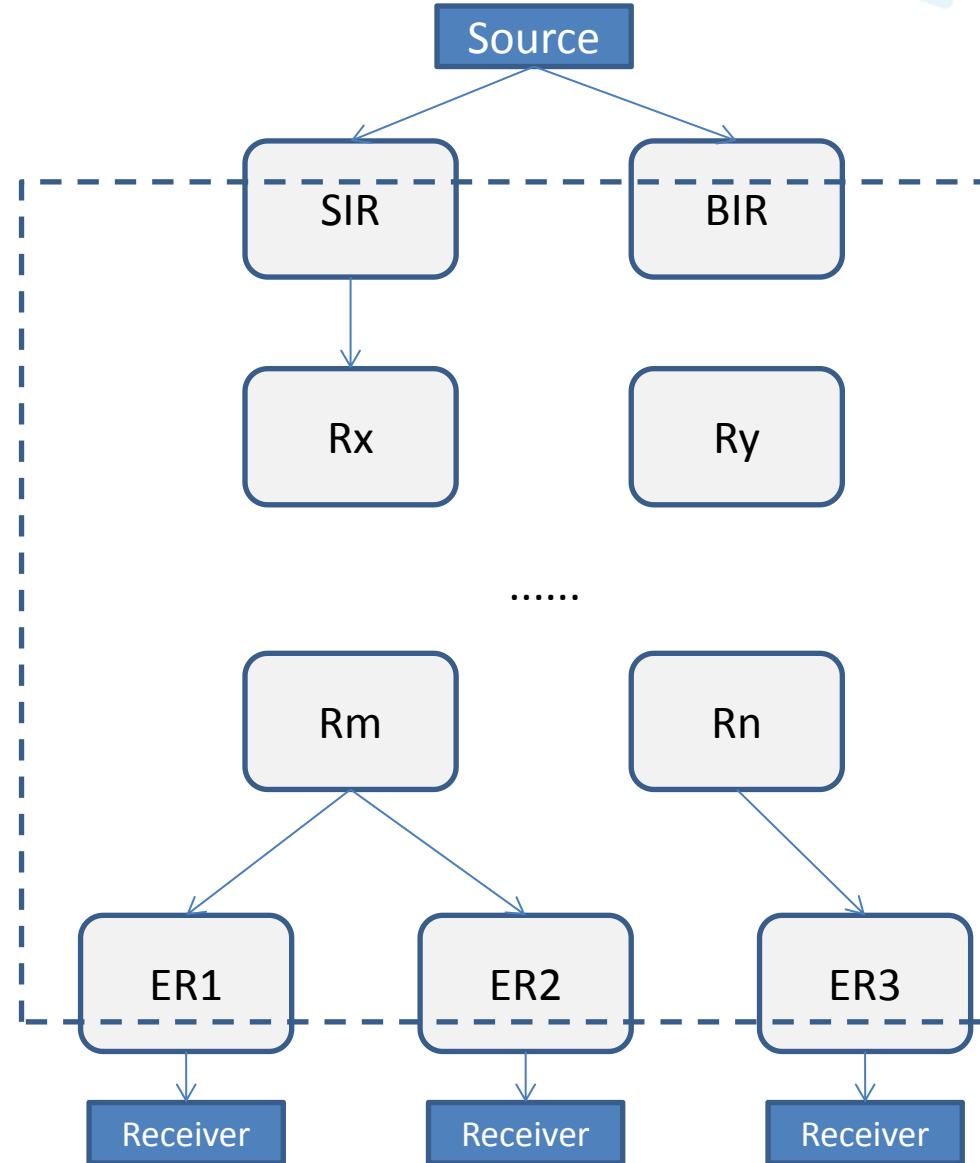 Source
SIR
BIR
Rx
Ry
......
Rm
Rn
ER1
ER2
ER3
Receiver
Receiver
Receiver